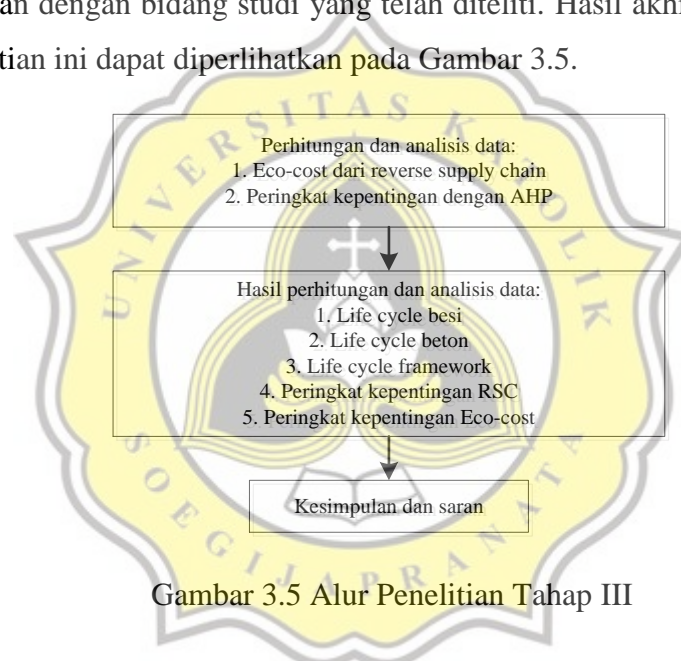 an dengan bidang studi yang telah diteliti. Hasil akhi
tian ini dapat diperlihatkan pada Gambar 3.5.
UNIVERSITAS KATOLIK
Perhitungan dan analisis data:
1. Eco-cost dari reverse supply chain
2. Peringkat kepentingan dengan AHP
Hasil perhitungan dan analisis data:
1. Life cycle besi
2. Life cycle beton
3. Life cycle framework
4. Peringkat kepentingan RSC
5. Peringkat kepentingan Eco-cost
Kesimpulan dan saran
SOEGIJAPRANATA
Gambar 3.5 Alur Penelitian Tahap III